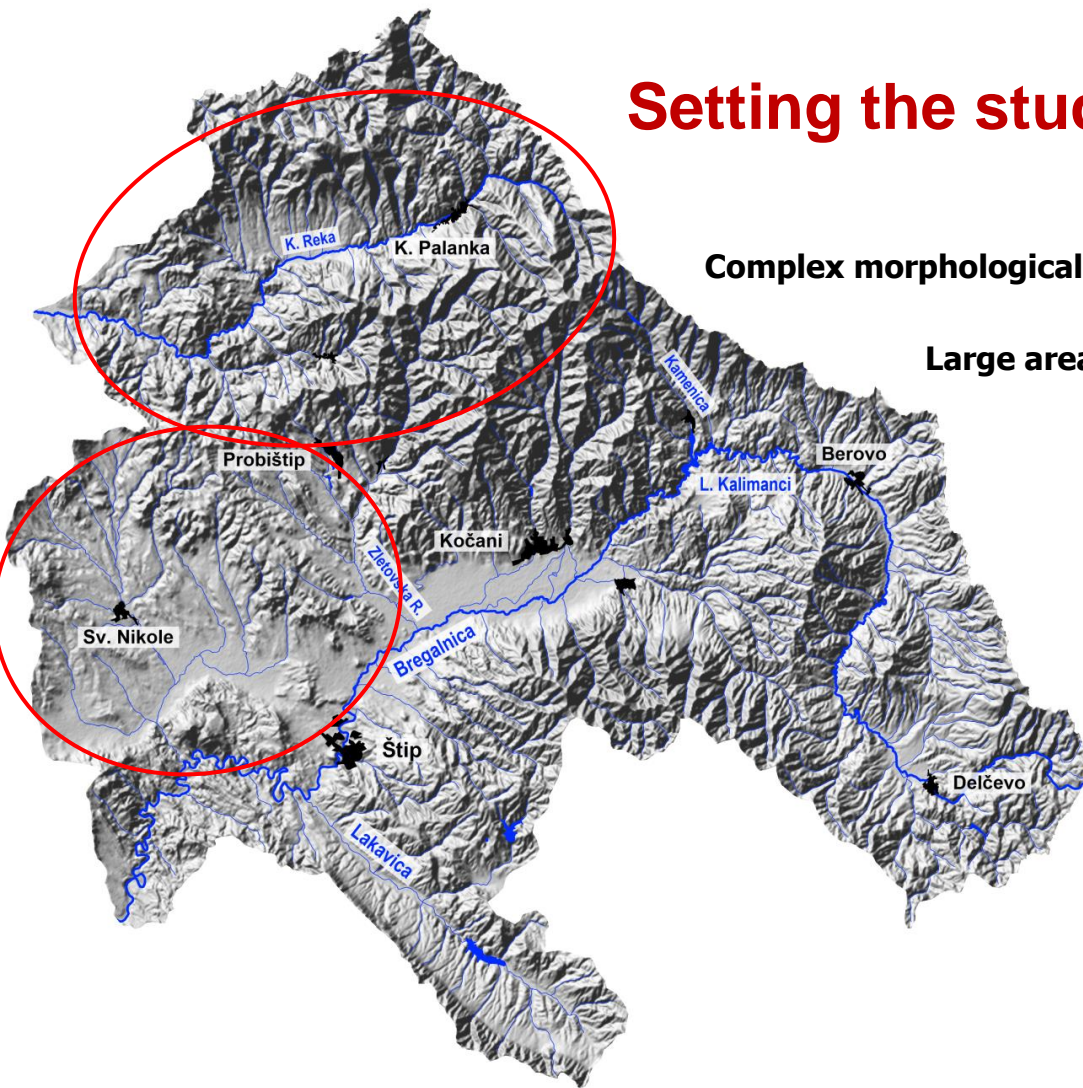 Setting the stud
Complex morphological
Large area
K. Reka
K. Palanka
Kamenica
Probištip
Berovo
L. Kalimanci
Kočani
Zletovska R.
Sv. Nikole
Bregalnica
Štip
Delčevo
Lakavica